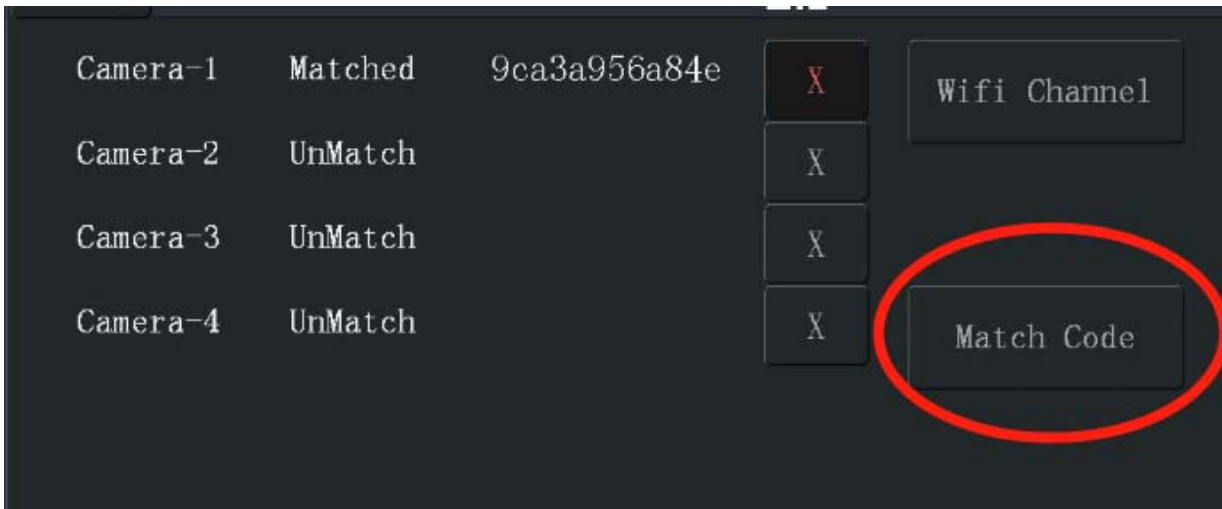 Camera-1 Matched 9ca3a956a84e X Wifi Channel
Camera-2 UnMatch X
Camera-3 UnMatch X
Camera-4 UnMatch X Match Code